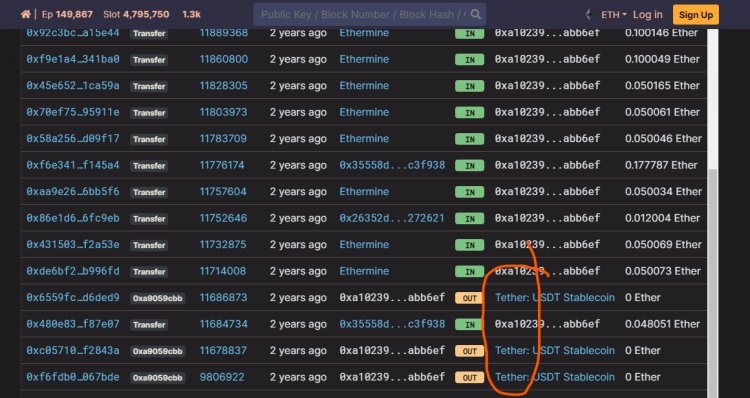 Ep 149,867 Slot 4,795,750 1.3k Public Key / Block Number / Block Hash / ETH Log in Sign Up
0x92c3bc…a15e44 Transfer 11889368 2 years ago Ethermine IN 0xa10239...abb6ef 0.100146 Ether
0xf9e1a4…341ba0 Transfer 11860800 2 years ago Ethermine IN 0xa10239...abb6ef 0.100049 Ether
0x45e652…1ca59a Transfer 11828305 2 years ago Ethermine IN 0xa10239...abb6ef 0.050165 Ether
0x70ef75…95911e Transfer 11803973 2 years ago Ethermine IN 0xa10239...abb6ef 0.050061 Ether
0x58a256…d09f17 Transfer 11783709 2 years ago Ethermine IN 0xa10239...abb6ef 0.050046 Ether
0xf6e341…f145a4 Transfer 11776174 2 years ago 0x35558d...c3f938 IN 0xa10239...abb6ef 0.177787 Ether
0xaa9e26…6bb5f6 Transfer 11757604 2 years ago Ethermine IN 0xa10239...abb6ef 0.050034 Ether
0x86e1d6…6fc9eb Transfer 11752646 2 years ago 0x26352d...272621 IN 0xa10239...abb6ef 0.012004 Ether
0x431503…f2a53e Transfer 11732875 2 years ago Ethermine IN 0xa10239...abb6ef 0.050069 Ether
0xde6bf2…b996fd Transfer 11714008 2 years ago Ethermine IN 0xa10239...abb6ef 0.050073 Ether
0x6559fc…d6ded9 0xa9059cbb 11686873 2 years ago 0xa10239...abb6ef OUT Tether: USDT Stablecoin 0 Ether
0x480e83…f87e07 Transfer 11684734 2 years ago 0x35558d...c3f938 IN 0xa10239...abb6ef 0.048051 Ether
0xc05710…f2843a 0xa9059cbb 11678837 2 years ago 0xa10239...abb6ef OUT Tether: USDT Stablecoin 0 Ether
0xf6fdb0…067bde 0xa9059cbb 9806922 2 years ago 0xa10239...abb6ef OUT Tether: USDT Stablecoin 0 Ether